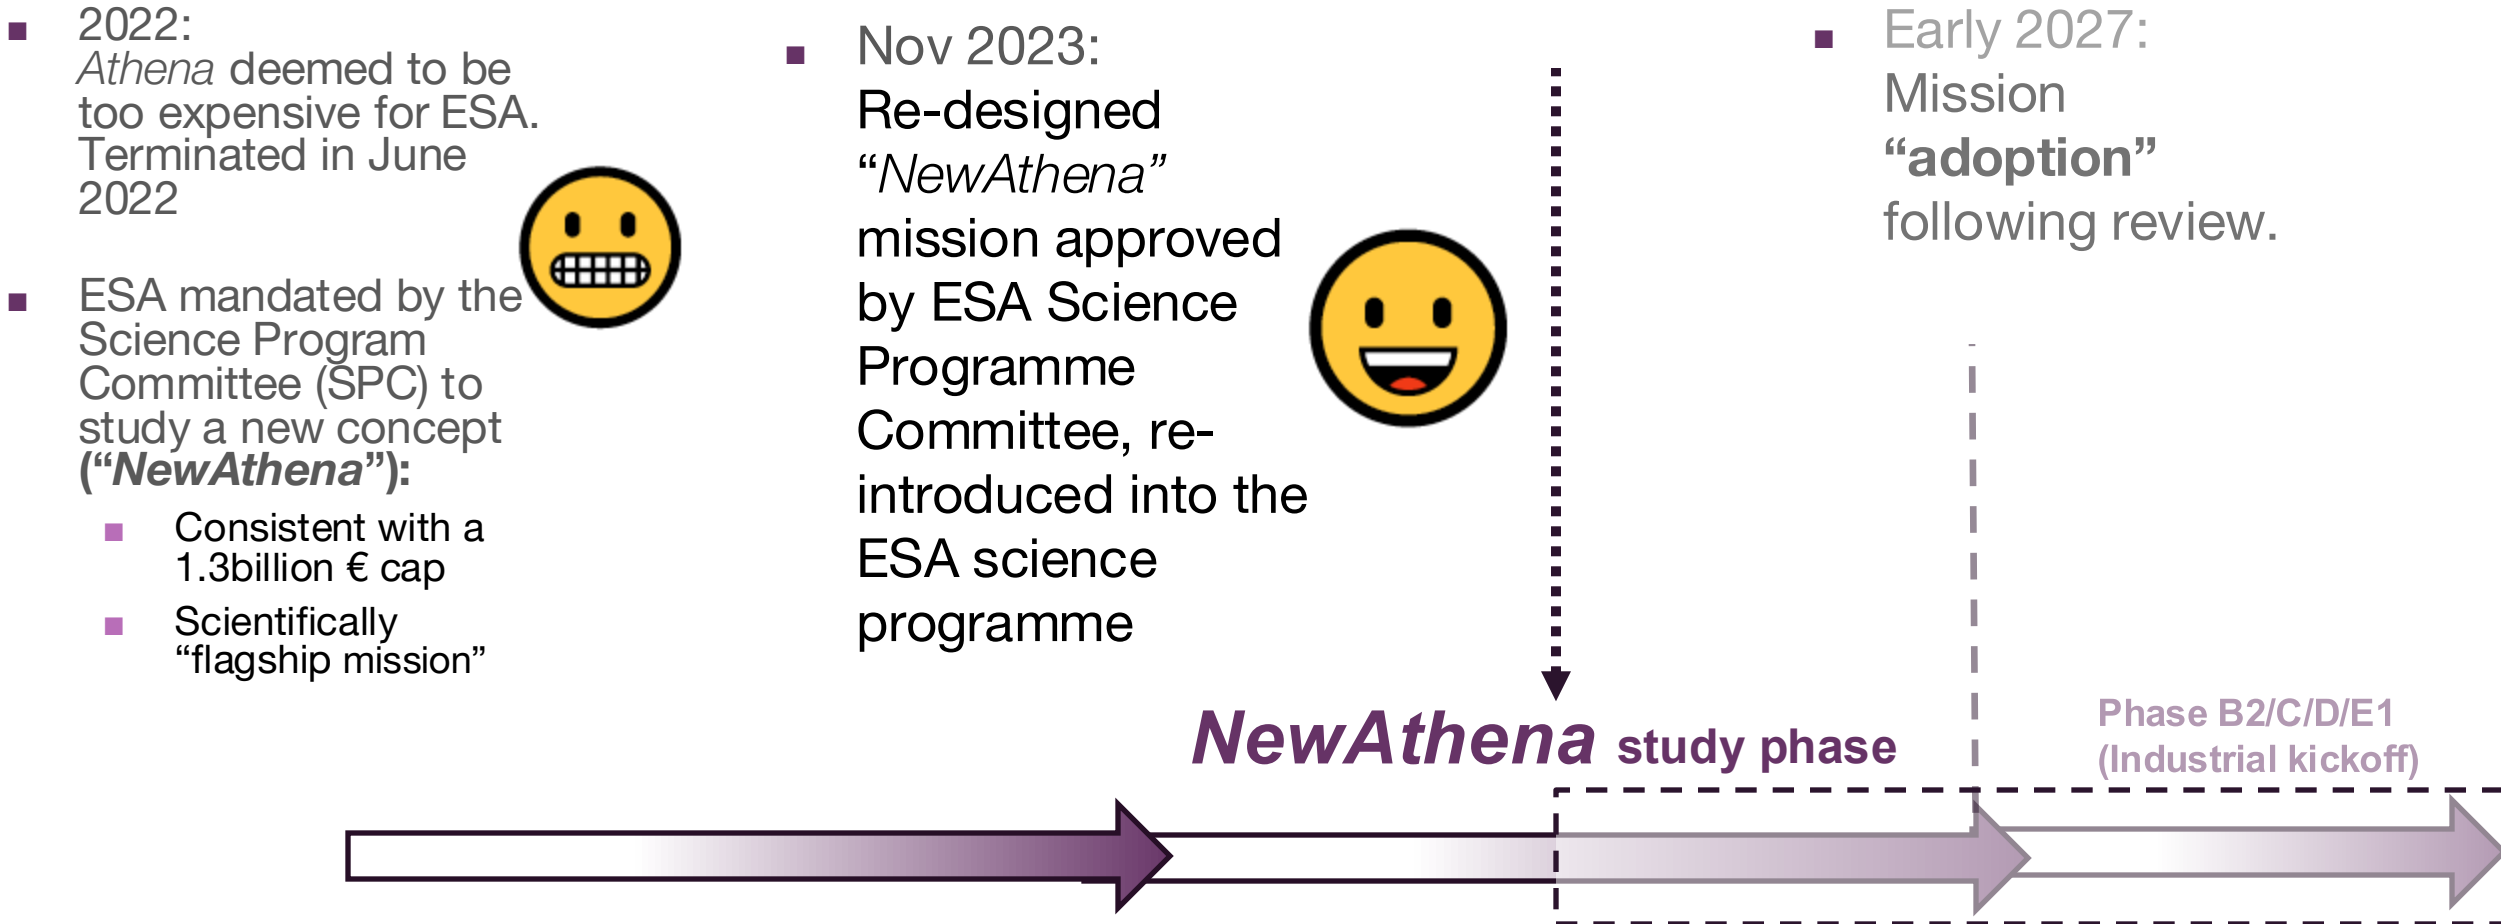 2022:
Athena deemed to be
too expensive for ESA.
Terminated in June
2022
ESA mandated by the
Science Program
Committee (SPC) to
study a new concept
(“NewAthena”):
Consistent with a
1.3billion € cap
Scientifically
“flagship mission”
Nov 2023:
Re-designed
“NewAthena”
mission approved
by ESA Science
Programme
Committee, re-
introduced into the
ESA science
programme
Early 2027:
Mission
“adoption”
following review.
NewAthena study phase
Phase B2/C/D/E1
(Industrial kickoff)